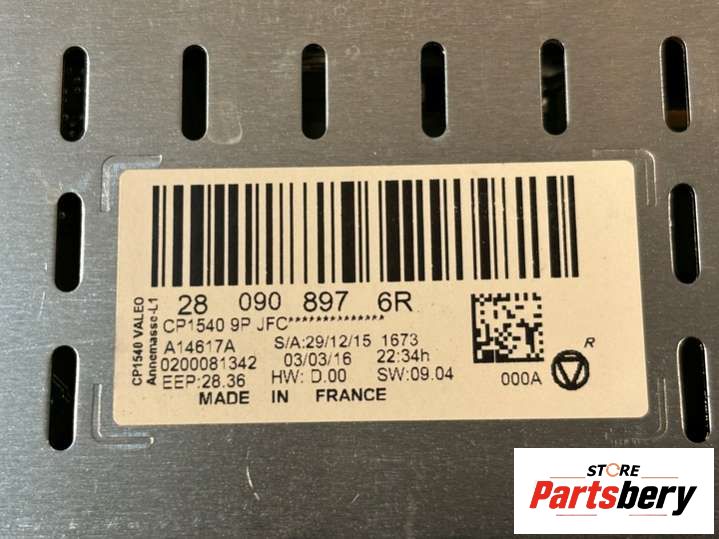 CP1540 VALEO
Annemasse-L1
28 090 897 6R
CP1540 9P JFC***************
A14617A S/A:29/12/15 1673
0200081342 03/03/16 22:34h
EEP:28.36 HW: D.00 SW:09.04
MADE IN FRANCE
000A
R
V
STORE
Partsbery